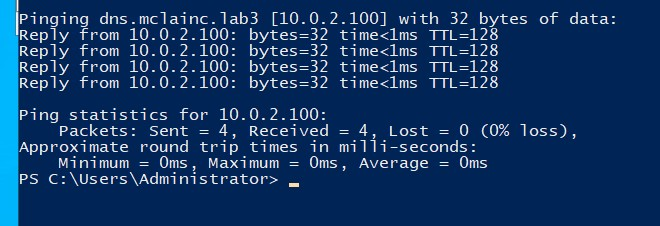 Pinging dns.mclainc.lab3 [10.0.2.100] with 32 bytes of data:
Reply from 10.0.2.100: bytes=32 time<1ms TTL=128
Reply from 10.0.2.100: bytes=32 time<1ms TTL=128
Reply from 10.0.2.100: bytes=32 time<1ms TTL=128
Reply from 10.0.2.100: bytes=32 time<1ms TTL=128

Ping statistics for 10.0.2.100:
    Packets: Sent = 4, Received = 4, Lost = 0 (0% loss),
Approximate round trip times in milli-seconds:
    Minimum = 0ms, Maximum = 0ms, Average = 0ms
PS C:\Users\Administrator> _